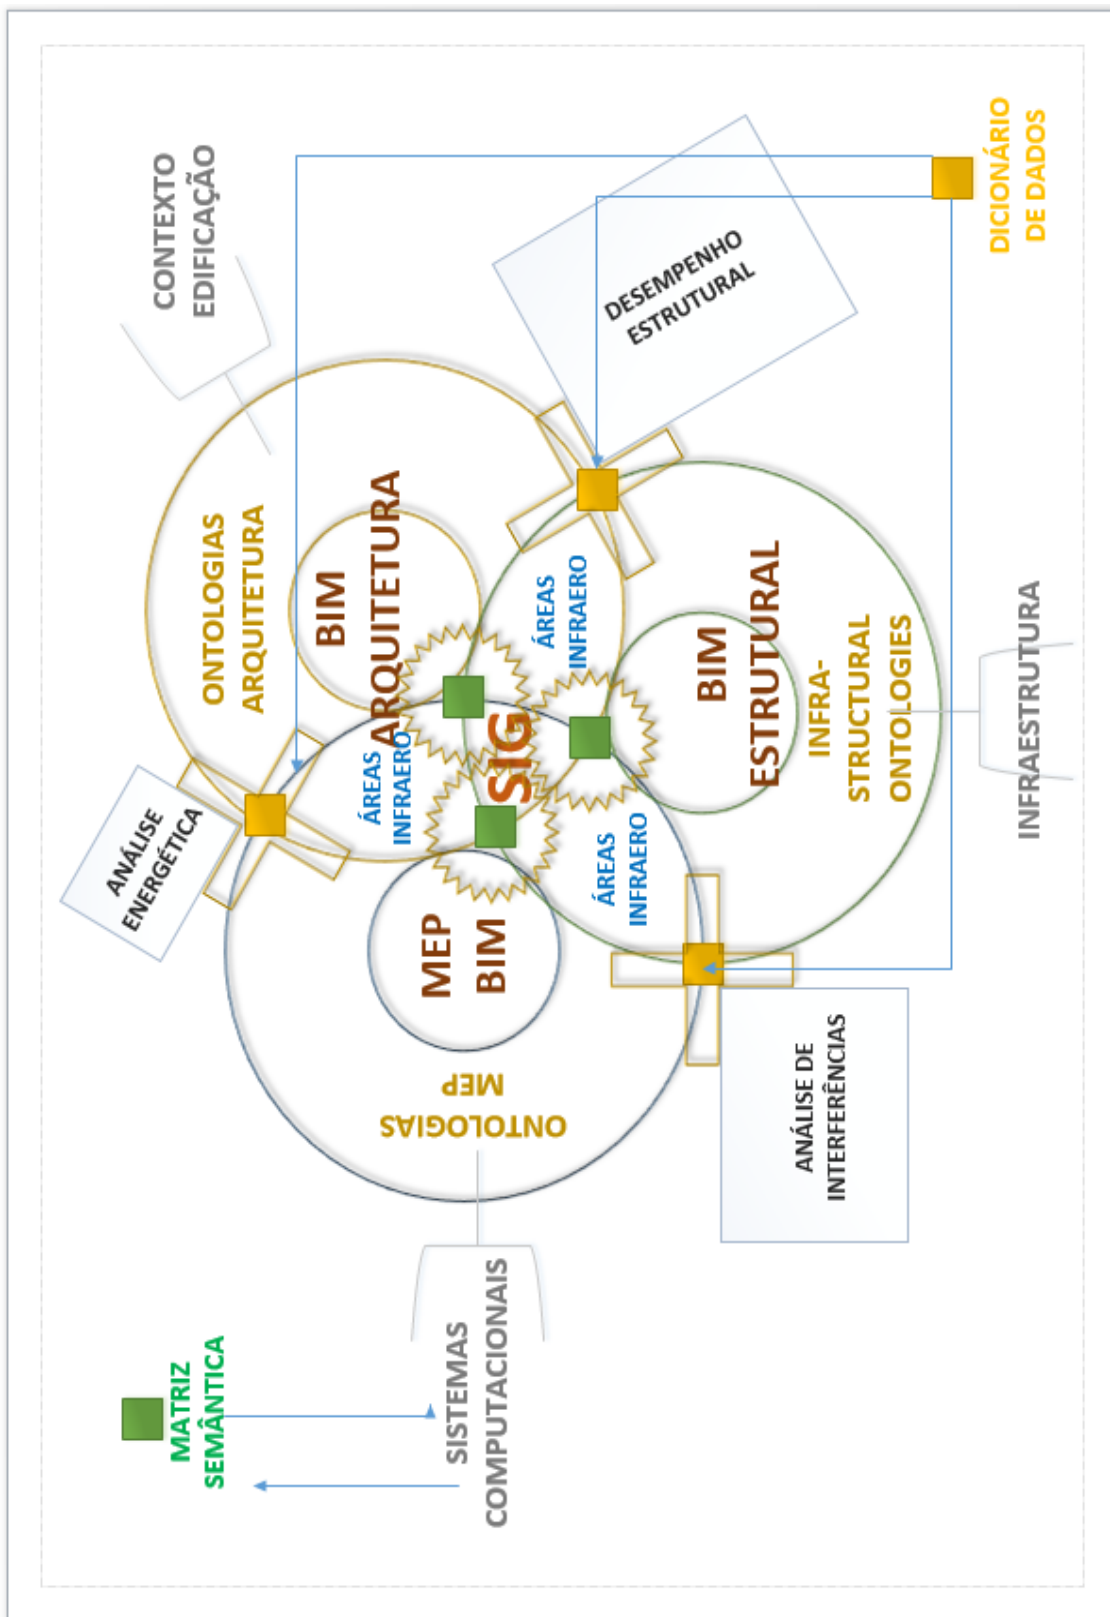 MATRIZ
SEMÂNTICA
SISTEMAS
COMPUTACIONAIS
ONTOLOGIAS
MEP
MEP
BIM
ANÁLISE
ENERGÉTICA
ÁREAS
INFRAERO
SIG
ÁREAS
INFRAERO
ÁREAS
INFRAERO
ONTOLOGIAS
ARQUITETURA
BIM
ARQUITETURA
CONTEXTO
EDIFICAÇÃO
DESEMPENHO
ESTRUTURAL
BIM
ESTRUTURAL
INFRA-
STRUCTURAL
ONTOLOGIES
INFRAESTRUTURA
ANÁLISE DE
INTERFERÊNCIAS
DICIONÁRIO
DE DADOS